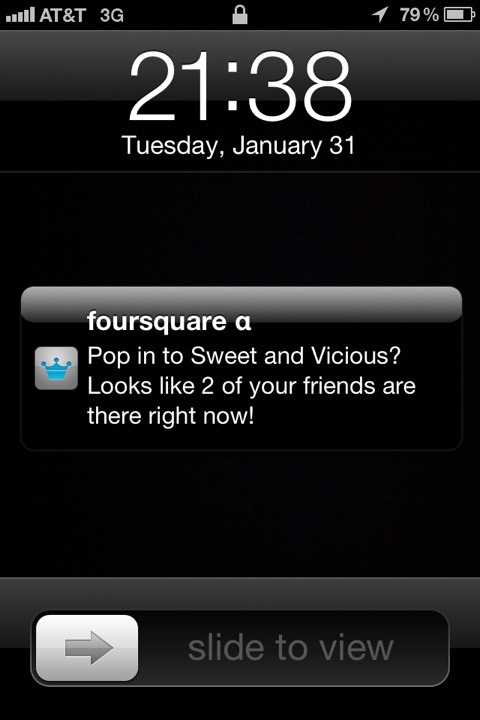 AT&T 3G 79%
21:38
Tuesday, January 31
foursquare α
Pop in to Sweet and Vicious?
Looks like 2 of your friends are
there right now!
slide to view